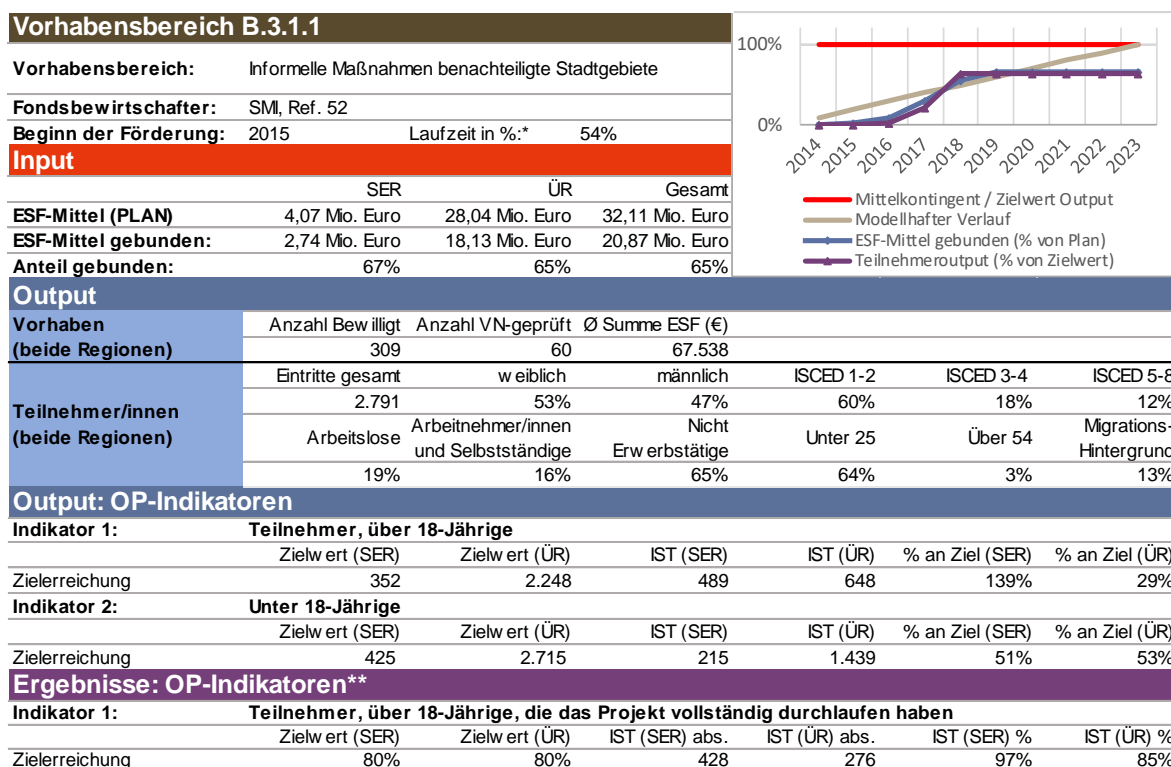 Vorhabensbereich B.3.1.1
Vorhabensbereich: Informelle Maßnahmen benachteiligte Stadtgebiete
Fondsbewirtschafter: SMI, Ref. 52
Beginn der Förderung: 2015 Laufzeit in %:* 54%
100%
0%
2014 2015 2016 2017 2018 2019 2020 2021 2022 2023
Mittelkontingent / Zielwert Output
Modellhafter Verlauf
ESF-Mittel gebunden (% von Plan)
Teilnehmeroutput (% von Zielwert)
Input
SER ÜR Gesamt
ESF-Mittel (PLAN) 4,07 Mio. Euro 28,04 Mio. Euro 32,11 Mio. Euro
ESF-Mittel gebunden: 2,74 Mio. Euro 18,13 Mio. Euro 20,87 Mio. Euro
Anteil gebunden: 67% 65% 65%
Output
Vorhaben (beide Regionen) Anzahl Bewilligt Anzahl VN-geprüft Ø Summe ESF (€)
309 60 67.538
Teilnehmer/innen (beide Regionen) Eintritte gesamt weiblich männlich ISCED 1-2 ISCED 3-4 ISCED 5-8
2.791 53% 47% 60% 18% 12%
Arbeitslose Arbeitnehmer/innen und Selbstständige Nicht Erwerbstätige Unter 25 Über 54 Migrations-Hintergrund
19% 16% 65% 64% 3% 13%
Output: OP-Indikatoren
Indikator 1: Teilnehmer, über 18-Jährige
Zielwert (SER) Zielwert (ÜR) IST (SER) IST (ÜR) % an Ziel (SER) % an Ziel (ÜR)
Zielerreichung 352 2.248 489 648 139% 29%
Indikator 2: Unter 18-Jährige
Zielwert (SER) Zielwert (ÜR) IST (SER) IST (ÜR) % an Ziel (SER) % an Ziel (ÜR)
Zielerreichung 425 2.715 215 1.439 51% 53%
Ergebnisse: OP-Indikatoren**
Indikator 1: Teilnehmer, über 18-Jährige, die das Projekt vollständig durchlaufen haben
Zielwert (SER) Zielwert (ÜR) IST (SER) abs. IST (ÜR) abs. IST (SER) % IST (ÜR) %
Zielerreichung 80% 80% 428 276 97% 85%